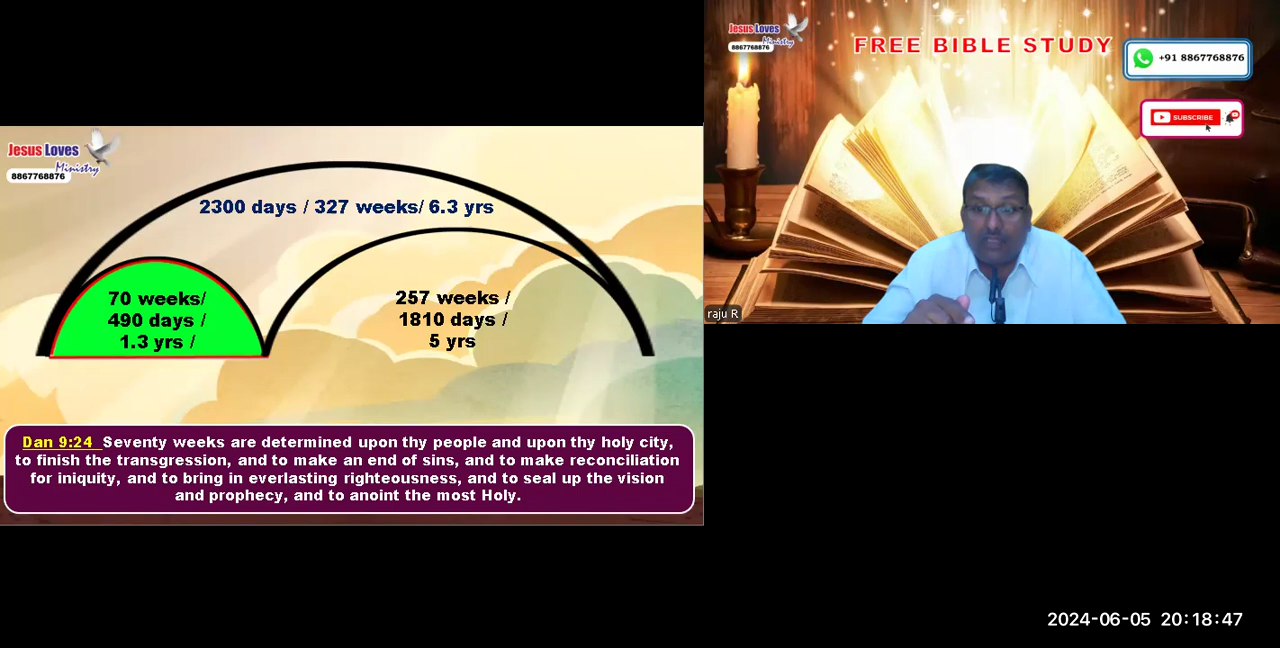 Jesus Loves
Ministry
8867768876
2300 days / 327 weeks/ 6.3 yrs
70 weeks/
490 days /
1.3 yrs /
257 weeks /
1810 days /
5 yrs
Dan 9:24 Seventy weeks are determined upon thy people and upon thy holy city,
to finish the transgression, and to make an end of sins, and to make reconciliation
for iniquity, and to bring in everlasting righteousness, and to seal up the vision
and prophecy, and to anoint the most Holy.
Jesus Loves
Ministry
8867768876
FREE BIBLE STUDY
+91 8867768876
SUBSCRIBE
raju R
2024-06-05 20:18:47